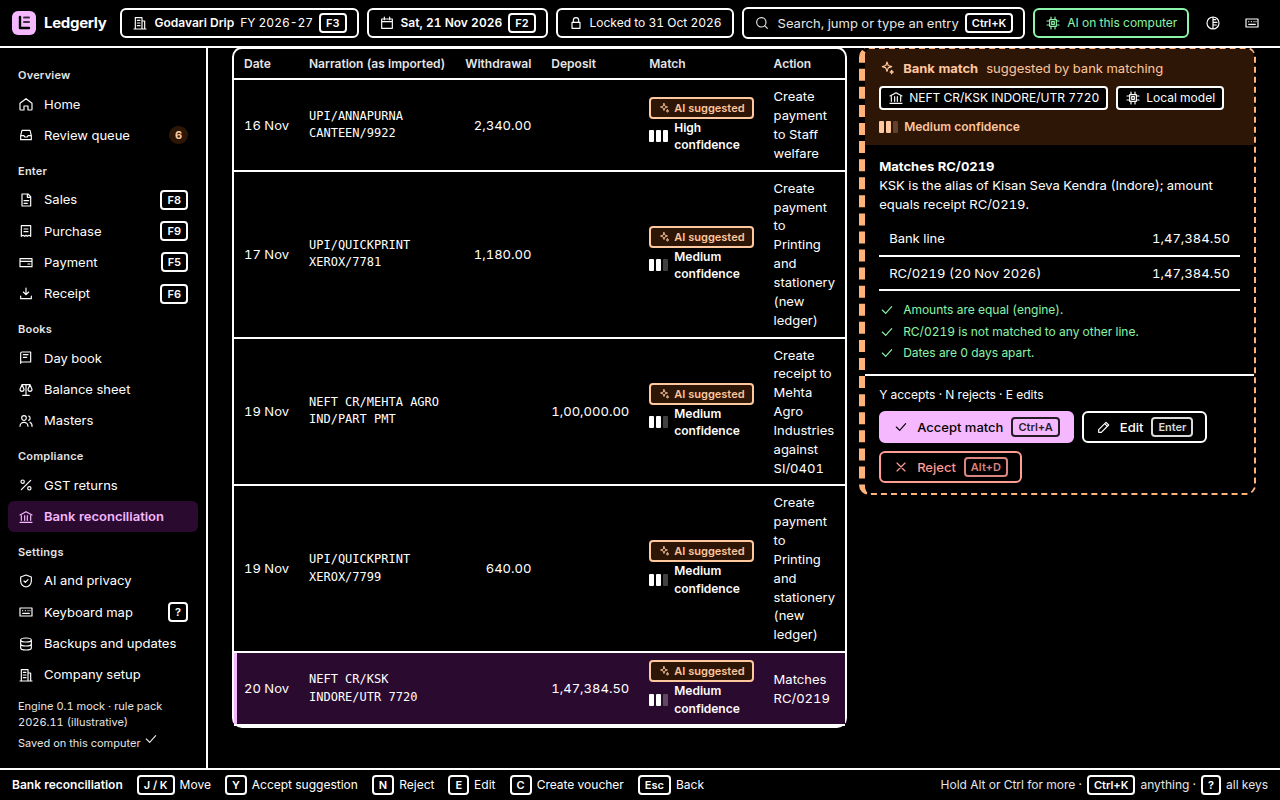 Ledgerly
Godavari Drip FY 2026-27 F3
Sat, 21 Nov 2026 F2
Locked to 31 Oct 2026
Search, jump or type an entry Ctrl+K
AI on this computer
Overview
Home
Review queue 6
Enter
Sales F8
Purchase F9
Payment F5
Receipt F6
Books
Day book
Balance sheet
Masters
Compliance
GST returns
Bank reconciliation
Settings
AI and privacy
Keyboard map ?
Backups and updates
Company setup
Engine 0.1 mock · rule pack
2026.11 (illustrative)
Saved on this computer
Date Narration (as imported) Withdrawal Deposit Match Action
16 Nov
UPI/ANNAPURNA
CANTEEN/9922
2,340.00
AI suggested
High
confidence
Create
payment
to Staff
welfare
17 Nov
UPI/QUICKPRINT
XEROX/7781
1,180.00
AI suggested
Medium
confidence
Create
payment
to
Printing
and
stationery
(new
ledger)
19 Nov
NEFT CR/MEHTA AGRO
IND/PART PMT
1,00,000.00
AI suggested
Medium
confidence
Create
receipt to
Mehta
Agro
Industries
against
SI/0401
19 Nov
UPI/QUICKPRINT
XEROX/7799
640.00
AI suggested
Medium
confidence
Create
payment
to
Printing
and
stationery
(new
ledger)
20 Nov
NEFT CR/KSK
INDORE/UTR 7720
1,47,384.50
AI suggested
Medium
confidence
Matches
RC/0219
Bank match suggested by bank matching
NEFT CR/KSK INDORE/UTR 7720
Local model
Medium confidence
Matches RC/0219
KSK is the alias of Kisan Seva Kendra (Indore); amount
equals receipt RC/0219.
Bank line 1,47,384.50
RC/0219 (20 Nov 2026) 1,47,384.50
Amounts are equal (engine).
RC/0219 is not matched to any other line.
Dates are 0 days apart.
Y accepts · N rejects · E edits
Accept match Ctrl+A
Edit Enter
Reject Alt+D
Bank reconciliation J / K Move Y Accept suggestion N Reject E Edit C Create voucher Esc Back
Hold Alt or Ctrl for more · Ctrl+K anything · ? all keys